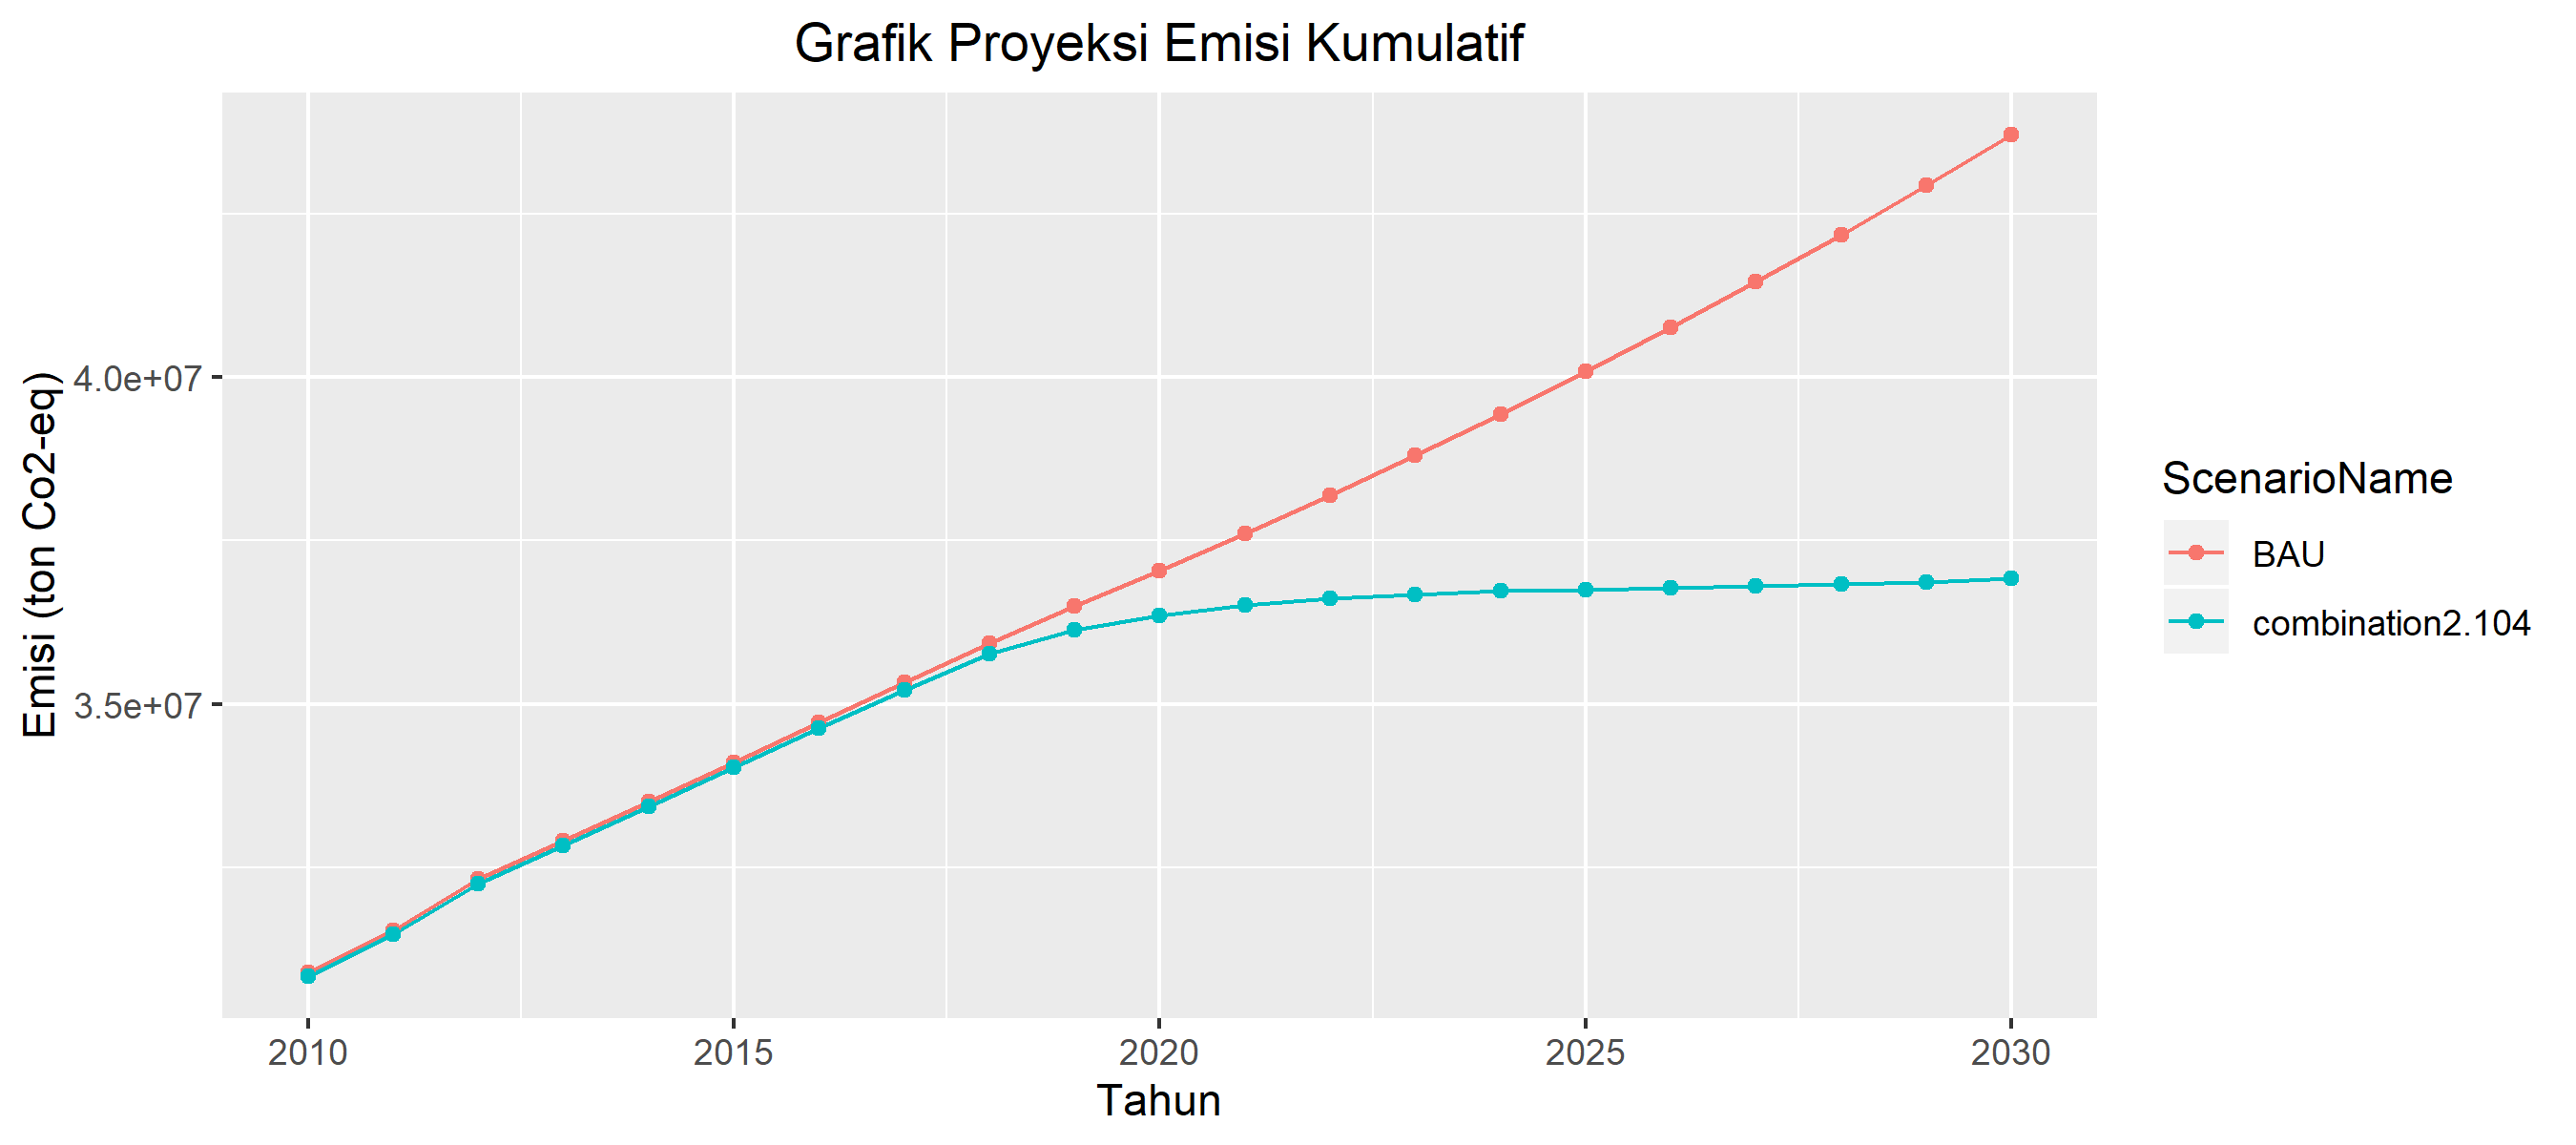 Grafik Proyeksi Emisi Kumulatif
Emisi (ton Co2-eq)
4.0e+07
3.5e+07
2010
2015
2020
2025
2030
Tahun
ScenarioName
BAU
combination2.104